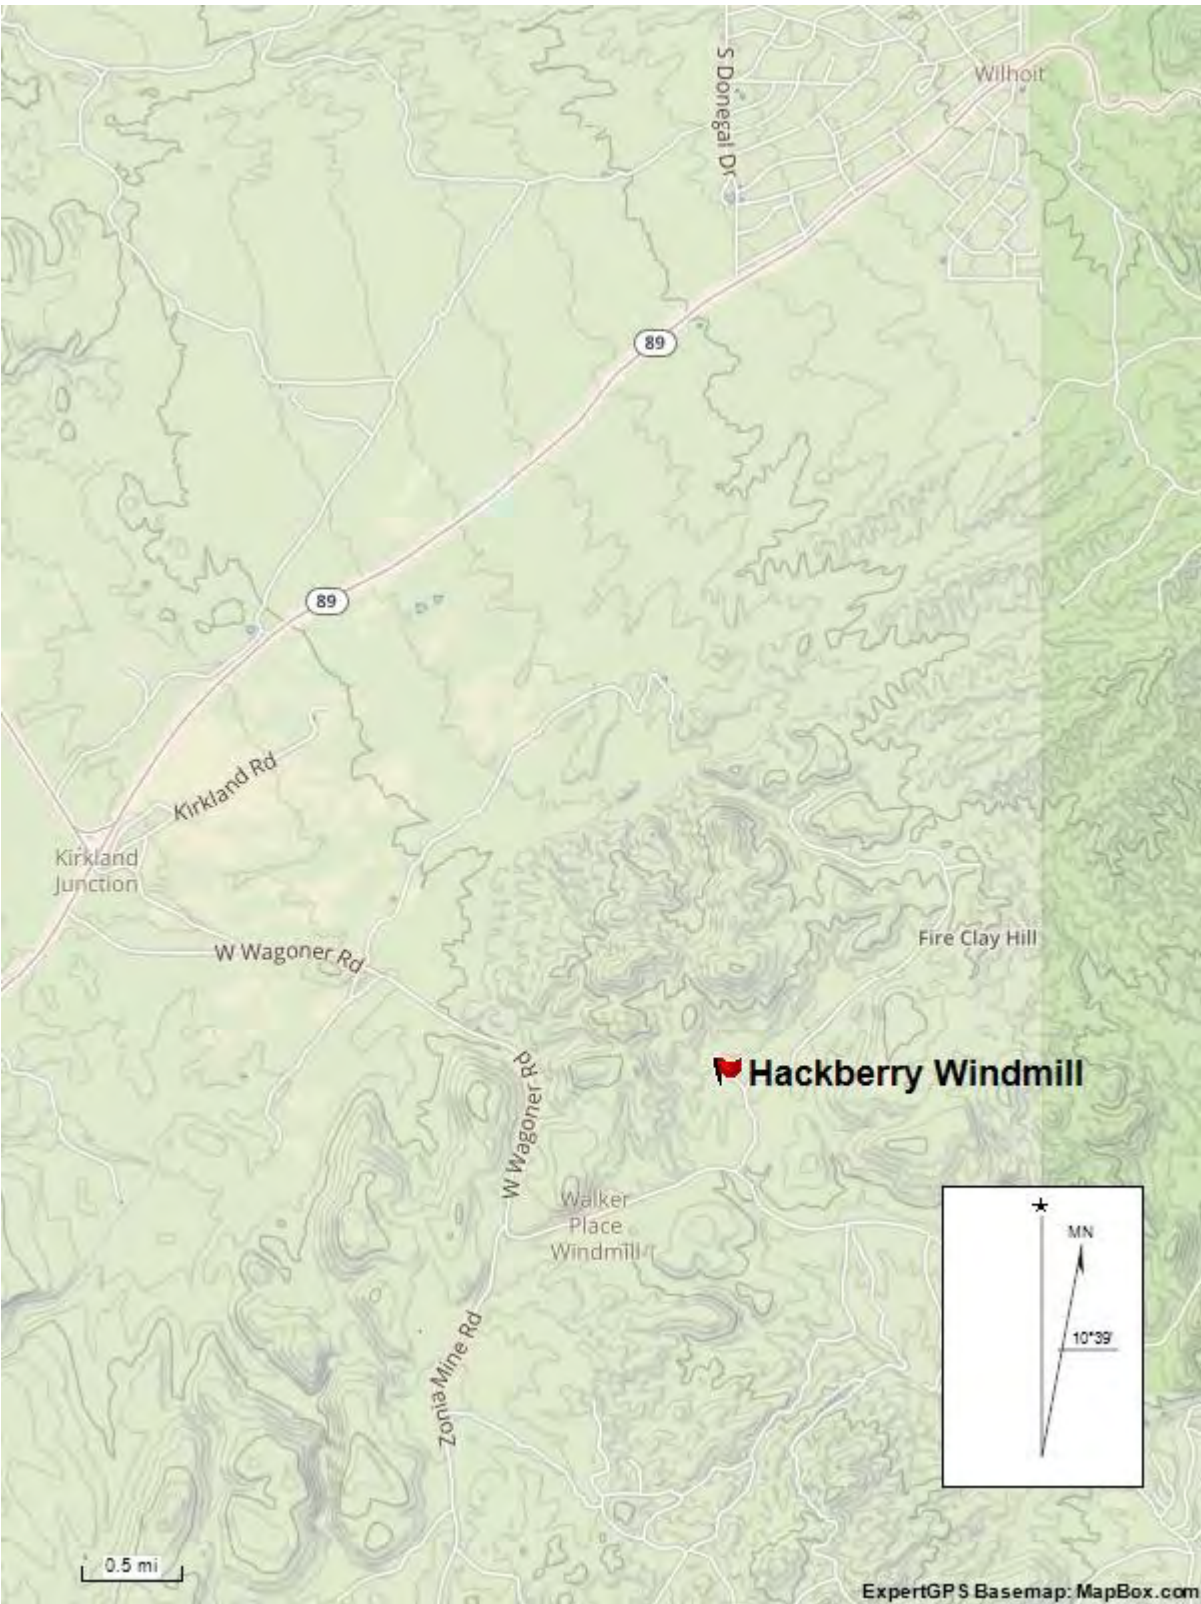 S Donegal Dr
Wilhoit
89
89
Kirkland Rd
Kirkland
Junction
W Wagoner Rd
Fire Clay Hill
W Wagoner Rd
Hackberry Windmill
Walker
Place
Windmill
MN
10°39'
Zonia Mine Rd
0.5 mi
ExpertGPS Basemap: MapBox.com